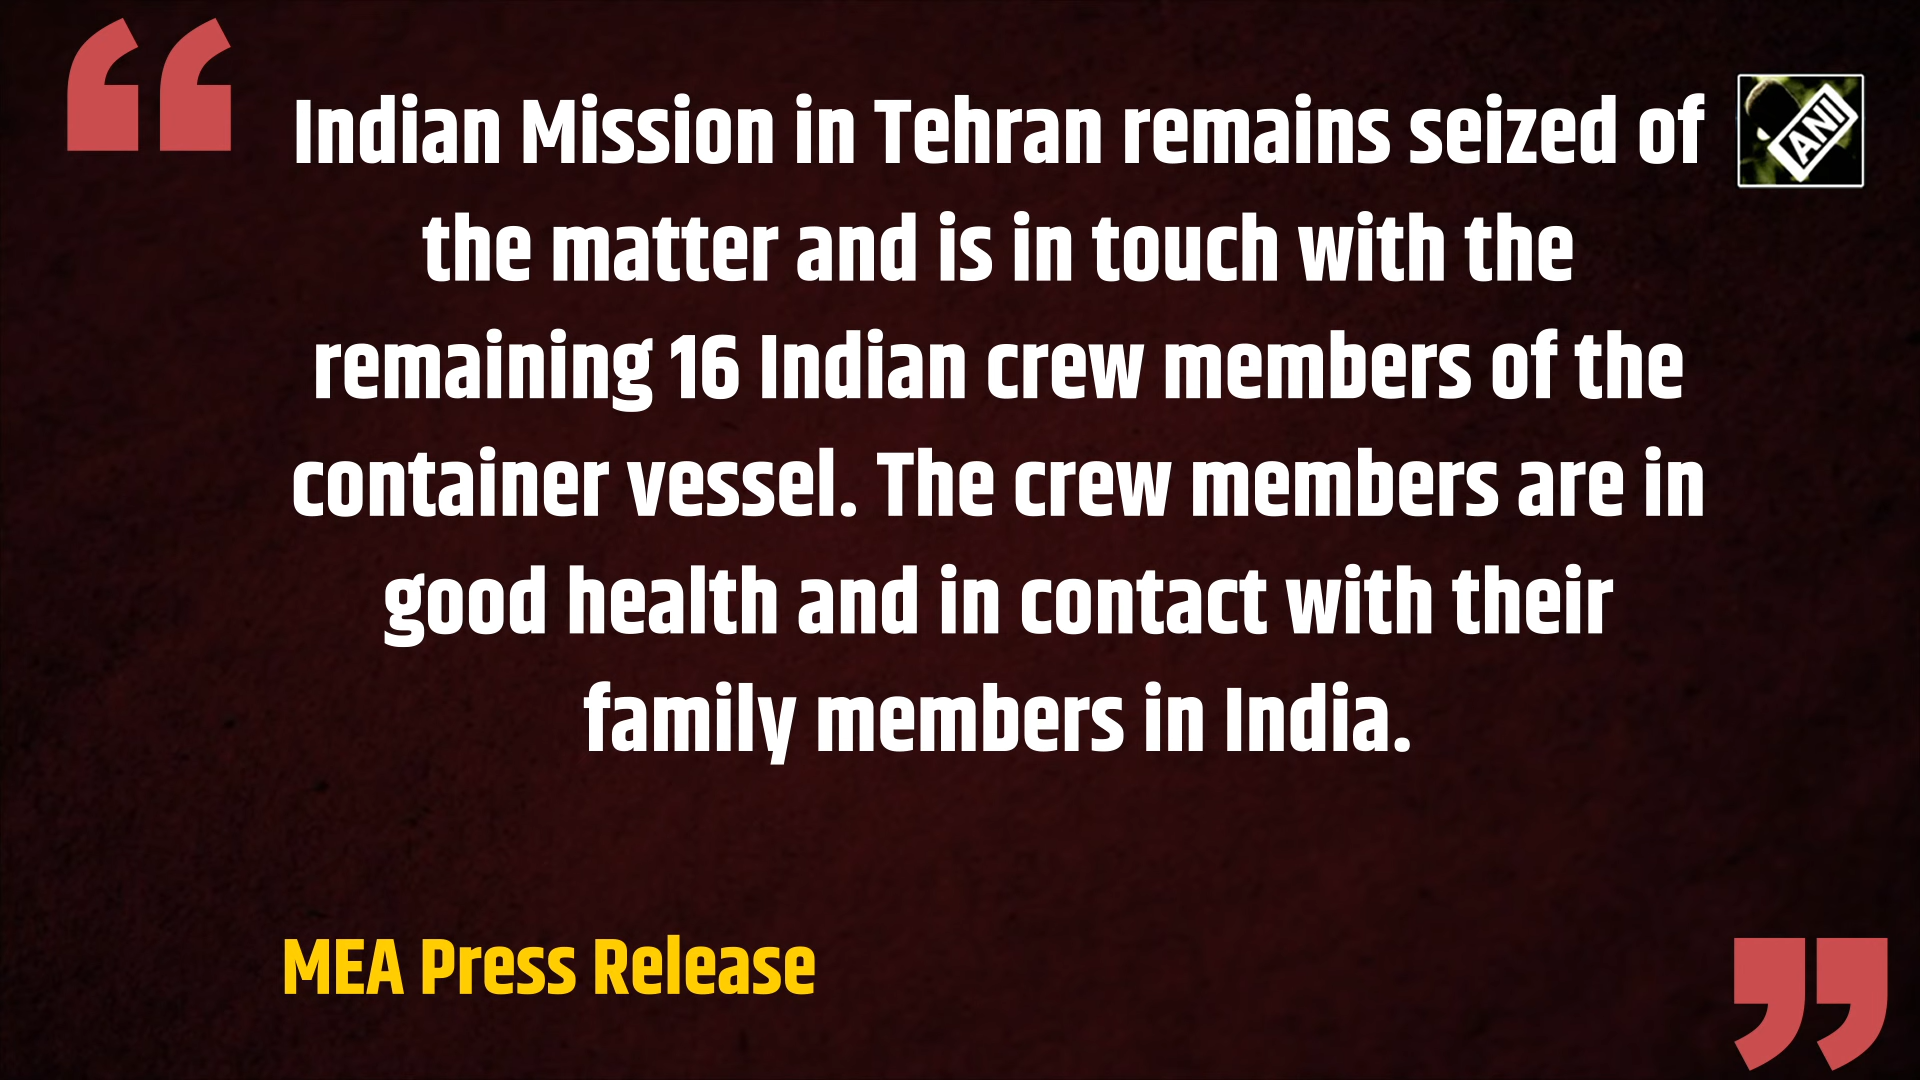 Indian Mission in Tehran remains seized of
the matter and is in touch with the
remaining 16 Indian crew members of the
container vessel. The crew members are in
good health and in contact with their
family members in India.
MEA Press Release
ANI